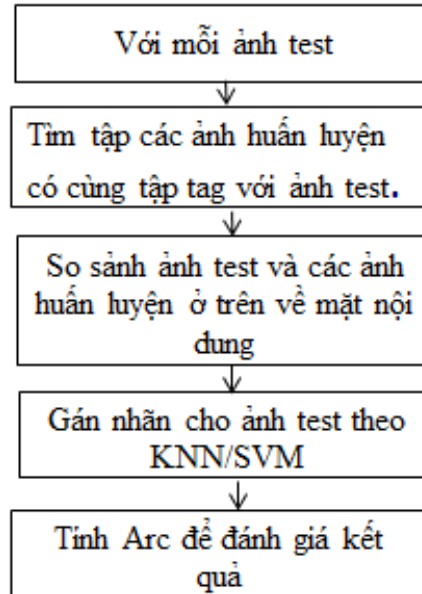 Với mỗi ảnh test
Tìm tập các ảnh huấn luyện
có cùng tập tag với ảnh test.
So sảnh ảnh test và các ảnh
huấn luyện ở trên về mặt nội
dung
Gán nhãn cho ảnh test theo
KNN/SVM
Tính Arc để đánh giá kết
quả